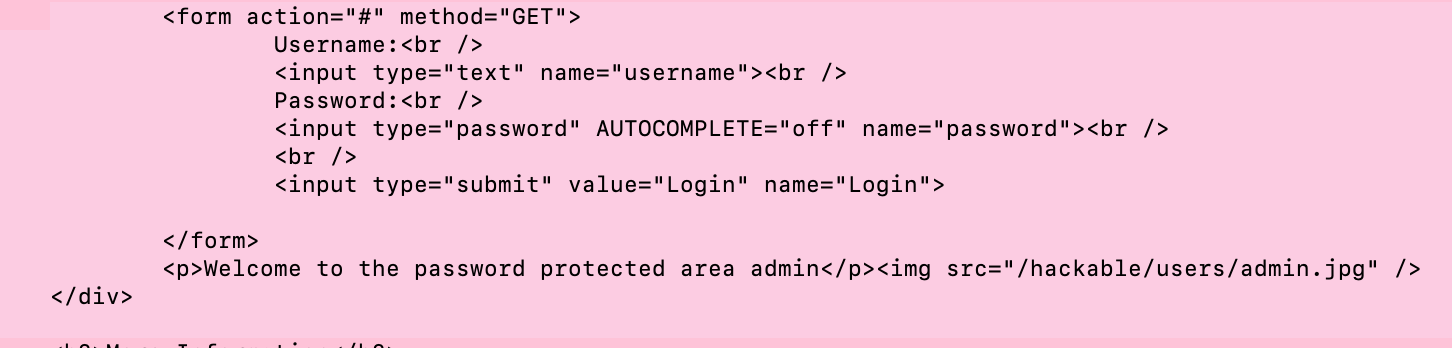 <form action="#" method="GET">
Username:<br />
<input type="text" name="username"><br />
Password:<br />
<input type="password" AUTOCOMPLETE="off" name="password"><br />
<br />
<input type="submit" value="Login" name="Login">
</form>
<p>Welcome to the password protected area admin</p><img src="/hackable/users/admin.jpg" />
</div>